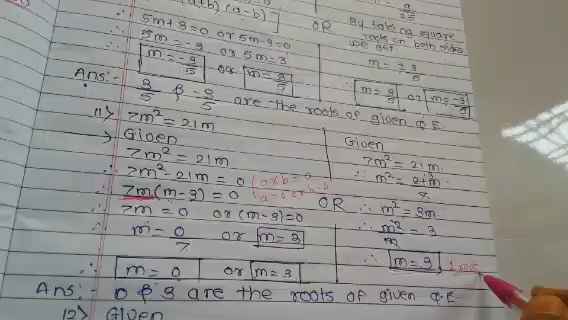 (a+b) (a-b)]
5m+3=0 or 5m-3=0
5m=-3 or 5m=3
m=-3/5 or m=3/5
Ans:- 3/5 & -3/5 are the roots of given Q.E.
OR
By taking square
roots on both sides
we get
m = ± 3/5
∴ m=3/5 or m=-3/5
11> 7m² = 21m
→ Given
7m² = 21m
∴ 7m²-21m = 0
∴ 7m(m-3) = 0
a×b=0
a=0 or b=0
∴ 7m = 0 or (m-3)=0
∴ m = 0/7 or m=3
∴ m = 0 or m=3
OR
Given
7m² = 21m
∴ m² = 21m/7
∴ m² = 3m
∴ m²/m = 3
∴ m=3 1 root
Ans:- 0 & 3 are the roots of given Q.E.
12> Given